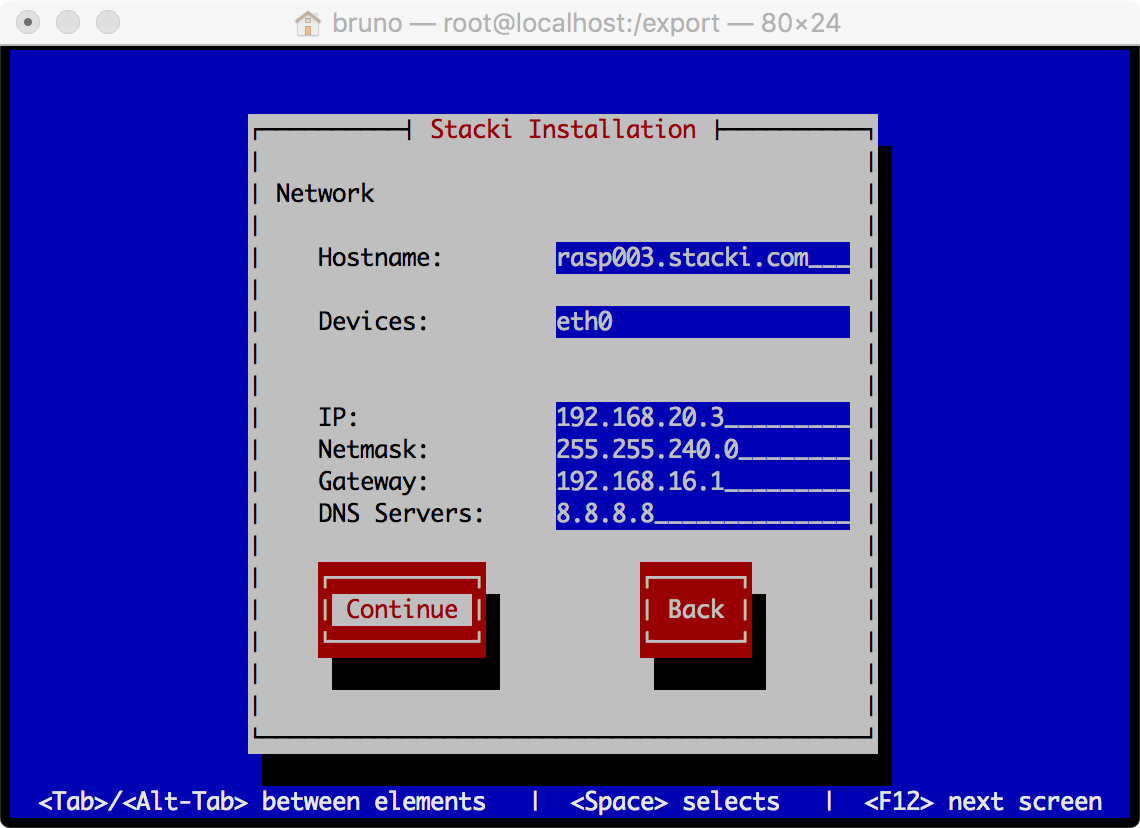 bruno — root@localhost:/export — 80×24
Stacki Installation
Network
Hostname: rasp003.stacki.com___
Devices: eth0
IP: 192.168.20.3_________
Netmask: 255.255.240.0________
Gateway: 192.168.16.1_________
DNS Servers: 8.8.8.8______________
Continue Back
<Tab>/<Alt-Tab> between elements | <Space> selects | <F12> next screen